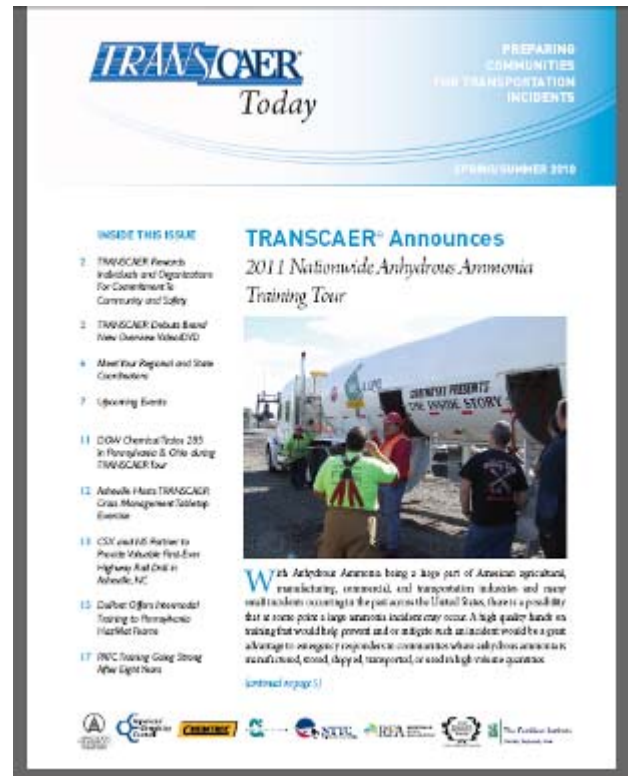 TRANSCAER®
Today
PREPARING
COMMUNITIES
FOR TRANSPORTATION
INCIDENTS
SPRING/SUMMER 2010
INSIDE THIS ISSUE
2 TRANSCAER Rewards
Individuals and Organizations
For Commitment To
Community and Safety
TRANSCAER Debuts Brand
New Overview Video/DVD
6 Meet Your Regional and State
Coordinators
7 Upcoming Events
11 DOW Chemical Trains 285
in Pennsylvania & Ohio during
TRANSCAER Tour
12 Asheville Hosts TRANSCAER
Crisis Management Tabletop
Exercise
13 CSX and NS Partner to
Provide Valuable First-Ever
Highway Rail Drill in
Asheville, NC
15 DuPont Offers Intermodal
Training to Pennsylvania
HazMat Teams
17 PATC Training Going Strong
After Eight Years
TRANSCAER® Announces
2011 Nationwide Anhydrous Ammonia
Training Tour
PRESENTS
THE INSIDE STORY
With Anhydrous Ammonia being a large part of American agricultural,
manufacturing, commercial, and transportation industries and many
small incidents occurring in the past across the United States, there is a possibility
that at some point a large ammonia incident may occur. A high quality hands on
training that would help prevent and/or mitigate such an incident would be a great
advantage to emergency responders in communities where anhydrous ammonia is
manufactured, stored, shipped, transported, or used in high volume quantities.
(continued on page 5)
CHEMTREC
RFA
The Fertilizer Institute